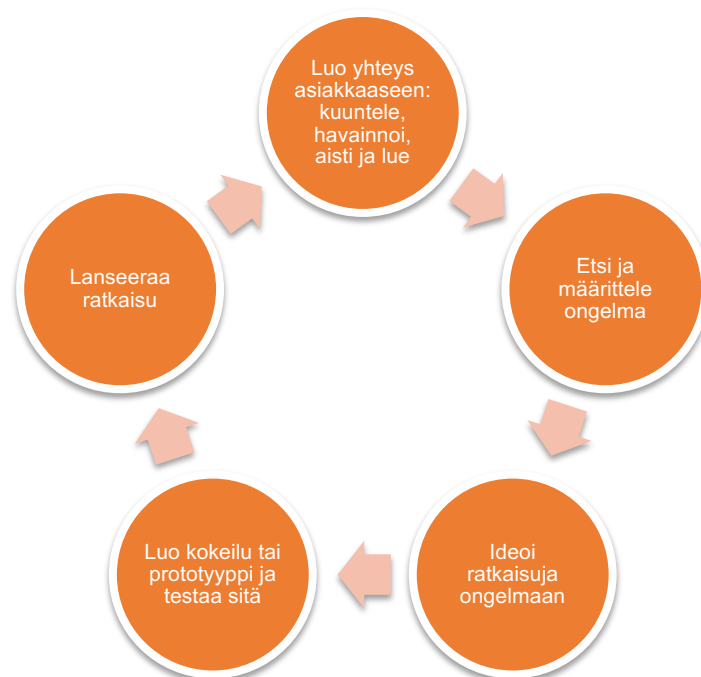 Luo yhteys
asiakkaaseen:
kuuntele,
havainnoi,
aisti ja lue
Etsi ja
määrittele
ongelma
Ideoi
ratkaisuja
ongelmaan
Luo kokeilu tai
prototyyppi ja
testaa sitä
Lanseeraa
ratkaisu